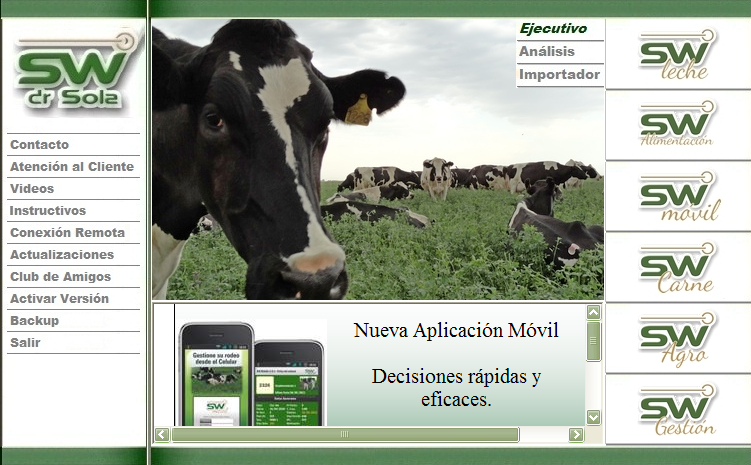 SW
dr Sola
Contacto
Atención al Cliente
Videos
Instructivos
Conexión Remota
Actualizaciones
Club de Amigos
Activar Versión
Backup
Salir
Ejecutivo
Análisis
Importador
Gestione su rodeo
desde el Celular
SW
2326
SW
Nueva Aplicación Móvil
Decisiones rápidas y
eficaces.
SW
leche
SW
Alimentación
SW
móvil
SW
Carne
SW
Agro
SW
Gestión